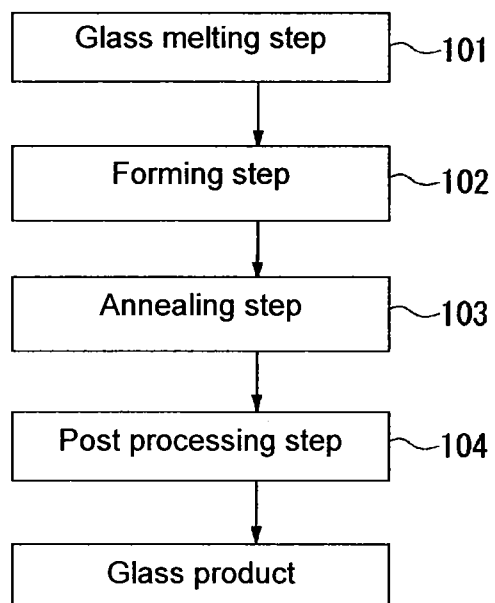 Glass melting step 101
Forming step 102
Annealing step 103
Post processing step 104
Glass product